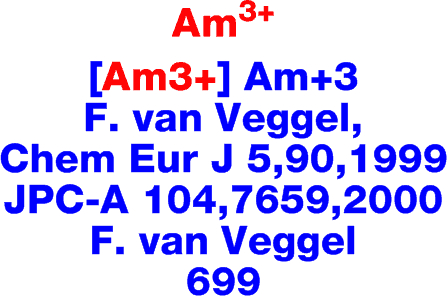 Am³⁺
[Am3+] Am+3
F. van Veggel,
Chem Eur J 5,90,1999
JPC-A 104,7659,2000
F. van Veggel
699